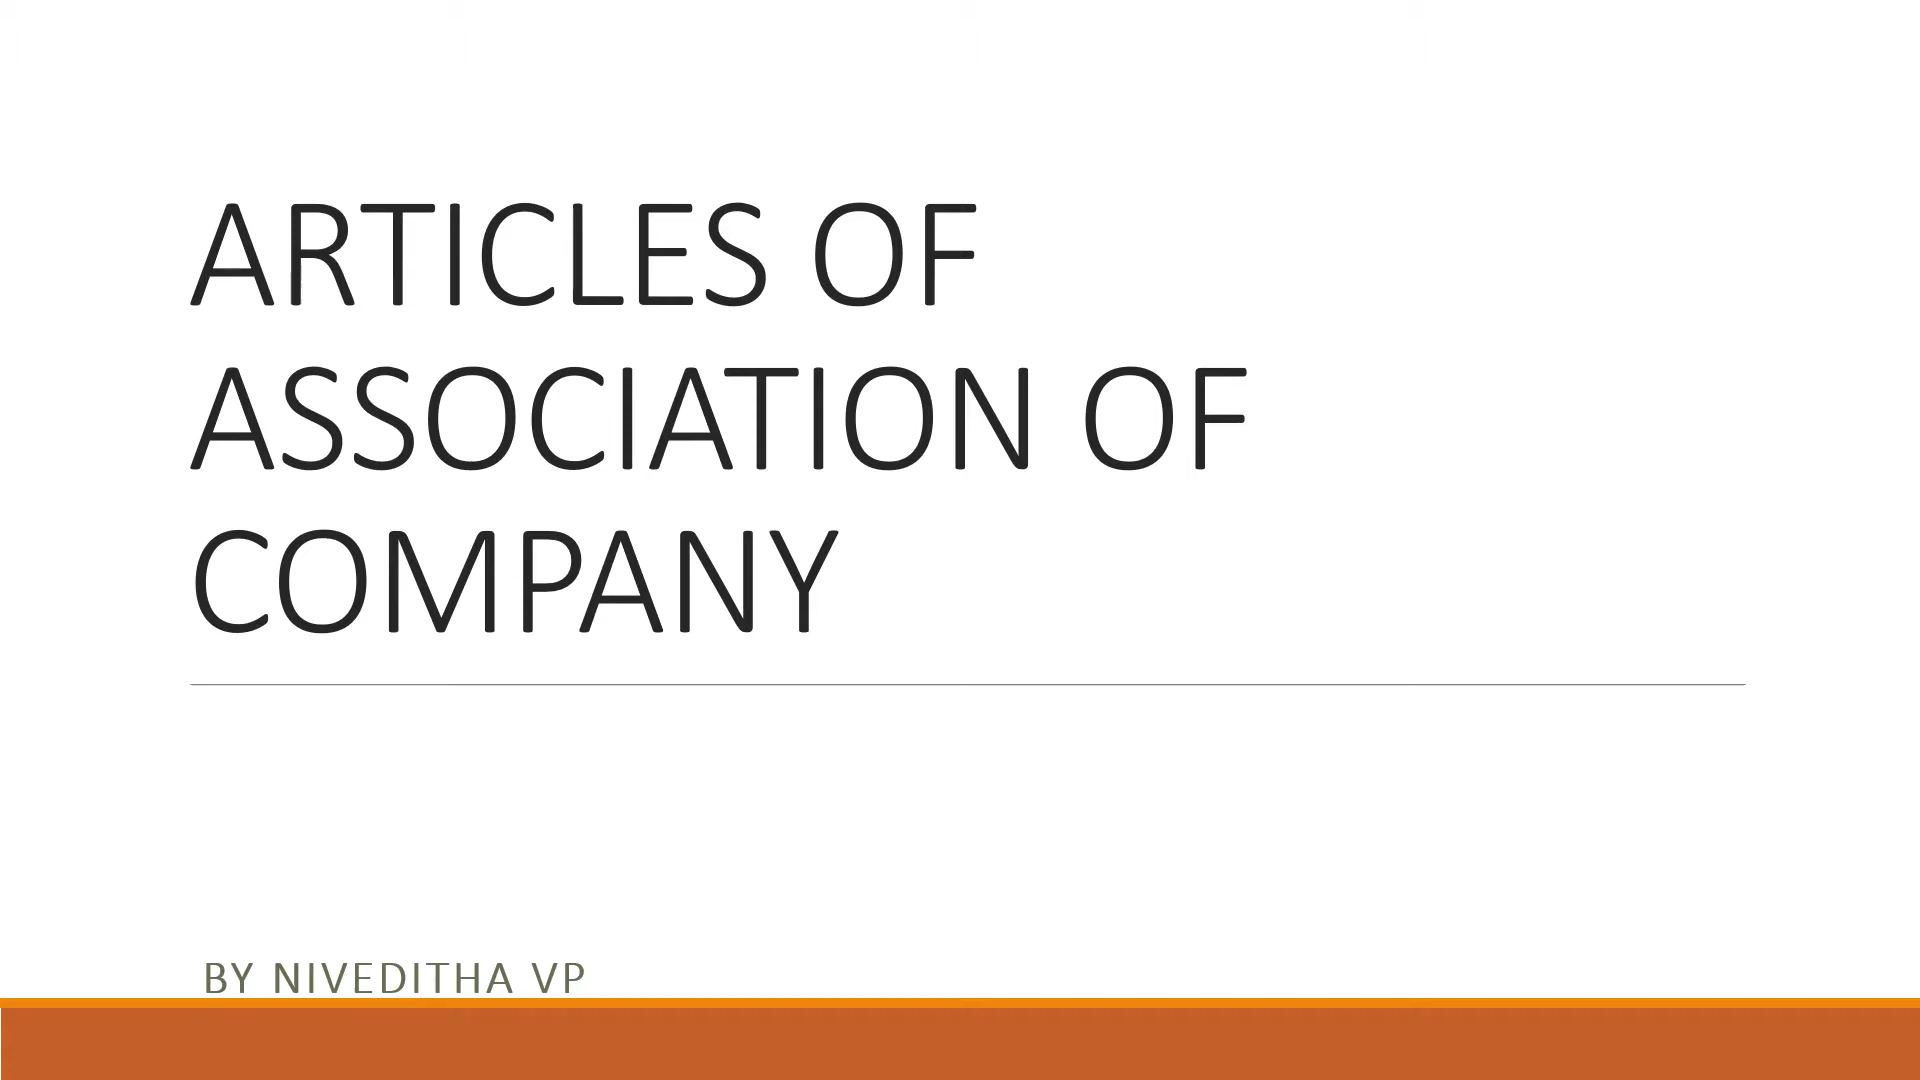 ARTICLES OF
ASSOCIATION OF
COMPANY
BY NIVEDITHA VP